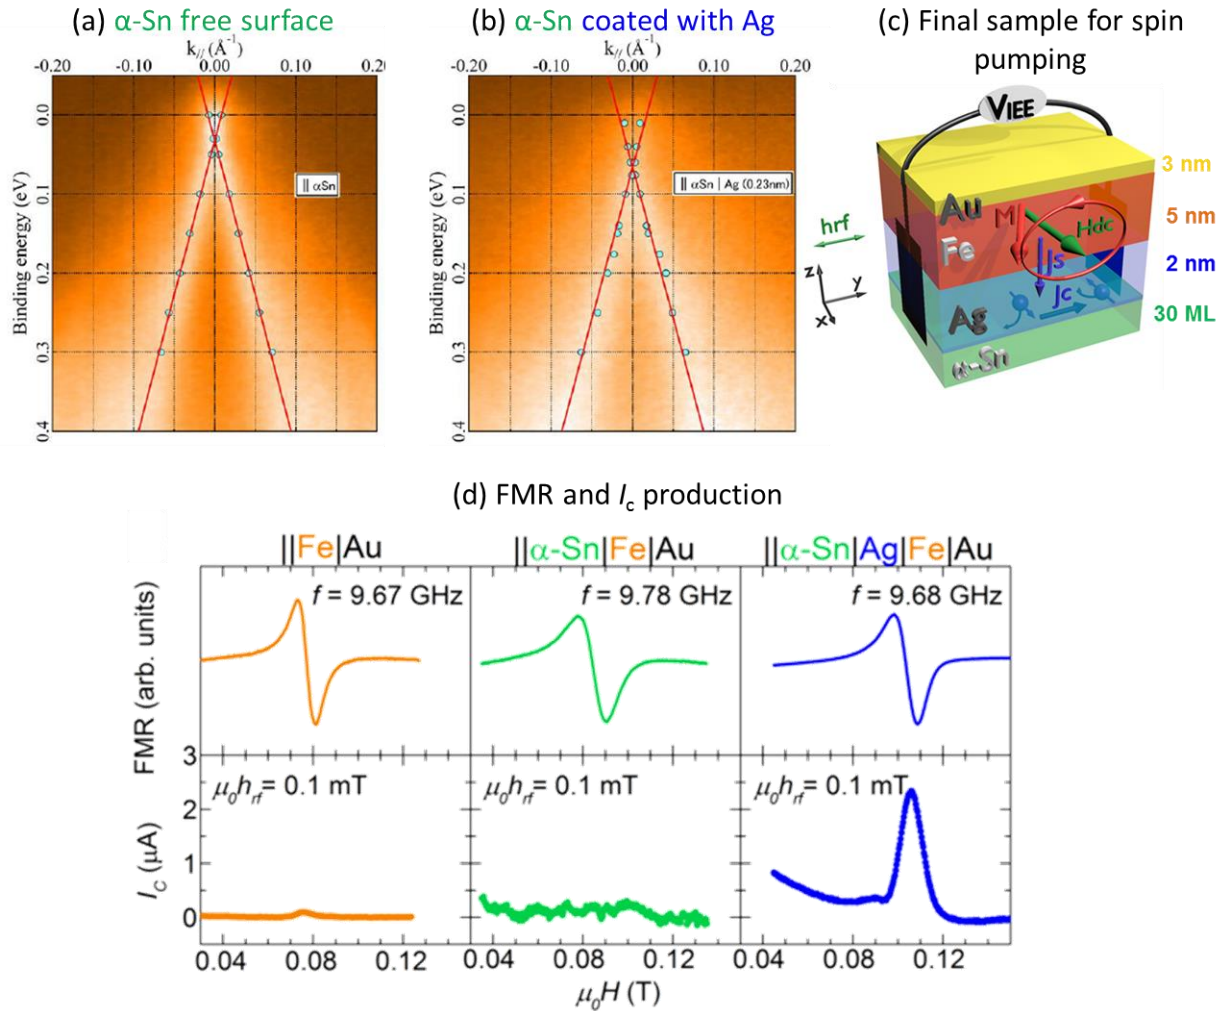 (a) α-Sn free surface
k// (Å⁻¹)
-0.20 -0.10 0.00 0.10 0.20
Binding energy (eV)
0.0
0.1
0.2
0.3
0.4
|| αSn
(b) α-Sn coated with Ag
k// (Å⁻¹)
-0.20 -0.10 0.00 0.10 0.20
Binding energy (eV)
0.0
0.1
0.2
0.3
0.4
|| αSn | Ag (0.23nm)
(c) Final sample for spin
pumping
VIEE
3 nm
Au
5 nm
M
Hdc
hrf
Fe
2 nm
Js
z
y
x
Jc
Ag
30 ML
α-Sn
(d) FMR and Ic production
||Fe|Au
||α-Sn|Fe|Au
||α-Sn|Ag|Fe|Au
FMR (arb. units)
f = 9.67 GHz
f = 9.78 GHz
f = 9.68 GHz
IC (μA)
3
2
1
0
μ0hrf= 0.1 mT
μ0hrf= 0.1 mT
μ0hrf= 0.1 mT
0.04 0.08 0.12 0.04 0.08 0.12 0.04 0.08 0.12
μ0H (T)